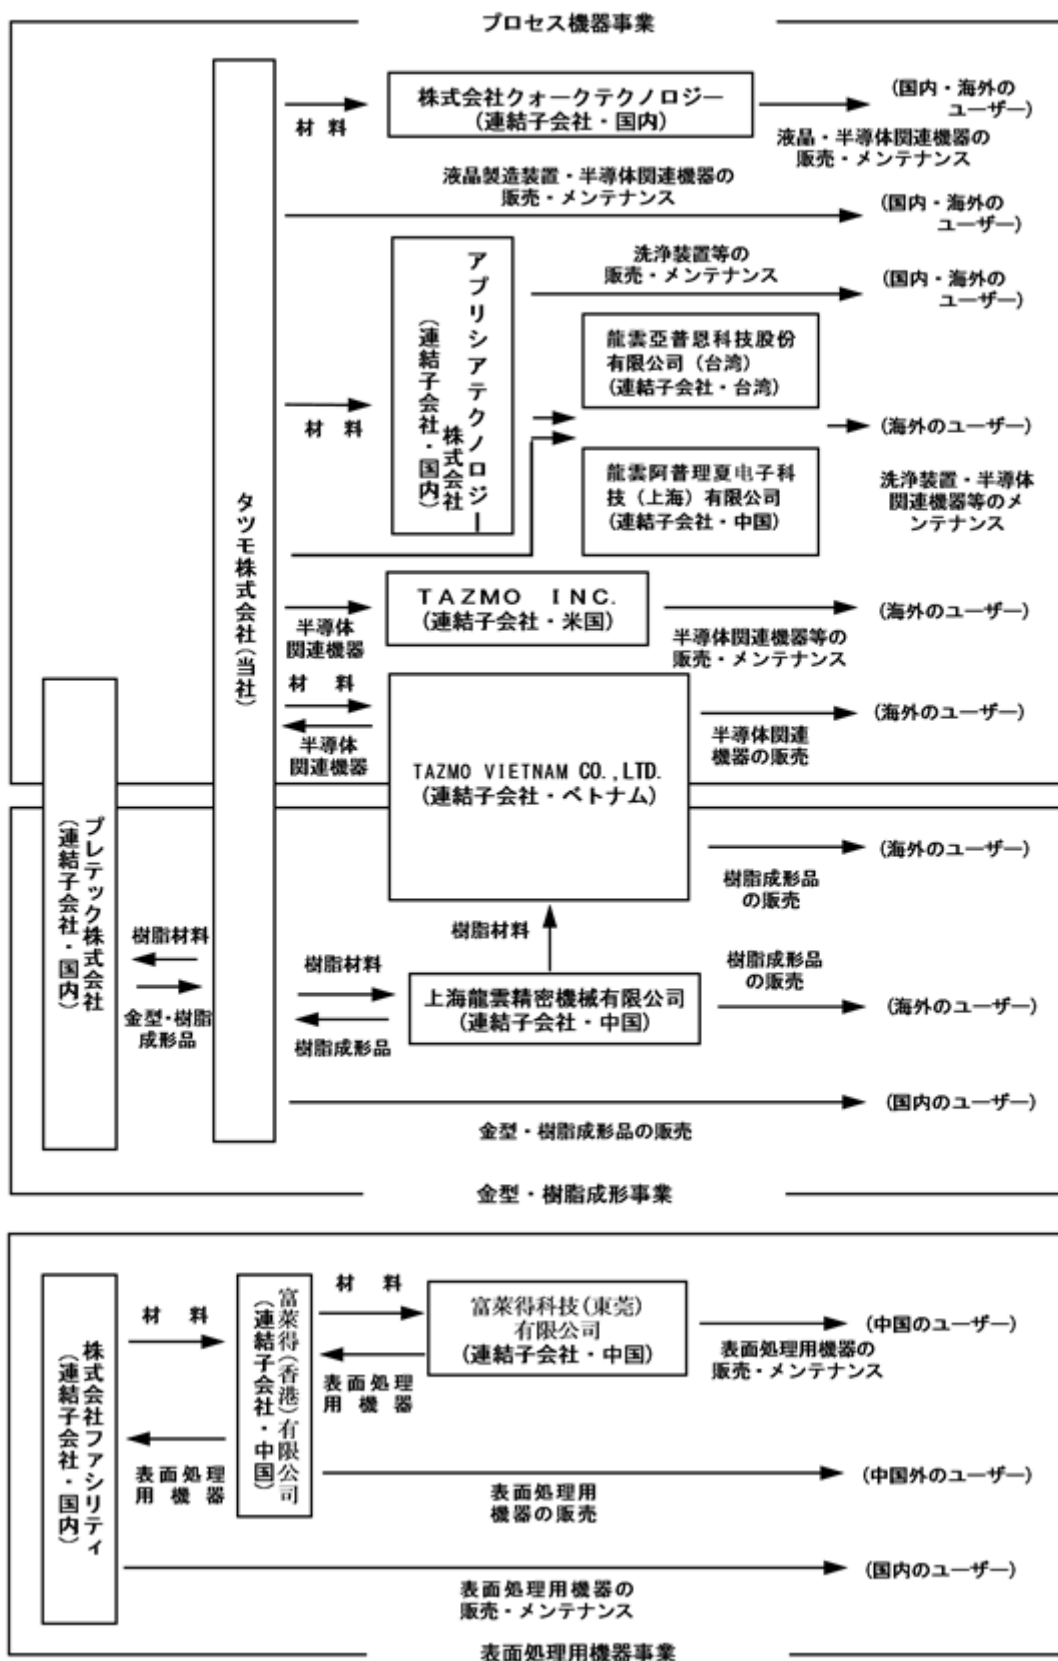 プロセス機器事業
タツモ株式会社(当社)
材 料
株式会社クォークテクノロジー
(連結子会社・国内)
(国内・海外の
ユーザー)
液晶・半導体関連機器の
販売・メンテナンス
液晶製造装置・半導体関連機器の
販売・メンテナンス
(国内・海外の
ユーザー)
アプリシアテクノロジー
株式会社
(連結子会社・国内)
材 料
洗浄装置等の
販売・メンテナンス
(国内・海外の
ユーザー)
龍雲亞普恩科技股份
有限公司(台湾)
(連結子会社・台湾)
龍雲阿普理夏电子科
技(上海)有限公司
(連結子会社・中国)
(海外のユーザー)
洗浄装置・半導体
関連機器等のメ
ンテナンス
半導体
関連機器
TAZMO INC.
(連結子会社・米国)
半導体関連機器等の
販売・メンテナンス
(海外のユーザー)
材 料
半導体
関連機器
TAZMO VIETNAM CO.,LTD.
(連結子会社・ベトナム)
半導体関連
機器の販売
(海外のユーザー)
プレテック株式会社
(連結子会社・国内)
樹脂成形品
の販売
(海外のユーザー)
樹脂材料
金型・樹脂
成形品
樹脂材料
樹脂成形品
樹脂材料
上海龍雲精密機械有限公司
(連結子会社・中国)
樹脂成形品
の販売
(海外のユーザー)
金型・樹脂成形品の販売
(国内のユーザー)
金型・樹脂成形事業
株式会社ファシリティ
(連結子会社・国内)
材 料
表面処理
用機器
富萊得(香港)有限公司
(連結子会社・中国)
材 料
表面処理
用機器
富萊得科技(東莞)
有限公司
(連結子会社・中国)
表面処理用機器の
販売・メンテナンス
(中国のユーザー)
表面処理用
機器の販売
(中国外のユーザー)
表面処理用機器の
販売・メンテナンス
(国内のユーザー)
表面処理用機器事業